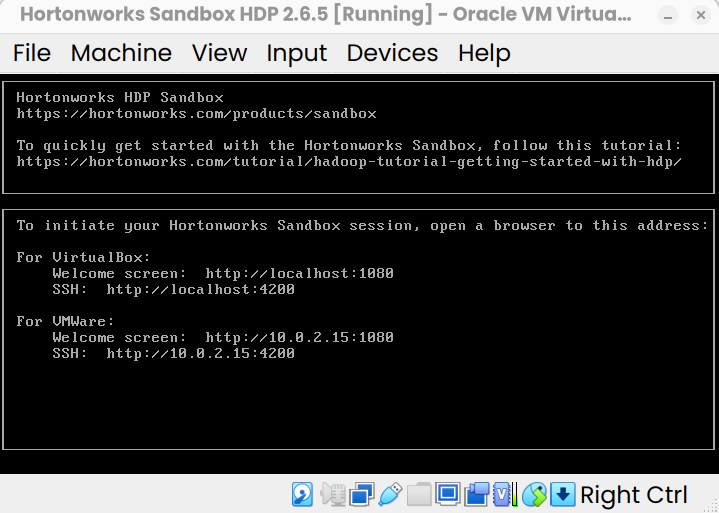 Hortonworks Sandbox HDP 2.6.5 [Running] - Oracle VM Virtua...
File Machine View Input Devices Help
Hortonworks HDP Sandbox
https://hortonworks.com/products/sandbox
To quickly get started with the Hortonworks Sandbox, follow this tutorial:
https://hortonworks.com/tutorial/hadoop-tutorial-getting-started-with-hdp/
To initiate your Hortonworks Sandbox session, open a browser to this address:
For VirtualBox:
Welcome screen: http://localhost:1080
SSH: http://localhost:4200
For VMWare:
Welcome screen: http://10.0.2.15:1080
SSH: http://10.0.2.15:4200
Right Ctrl